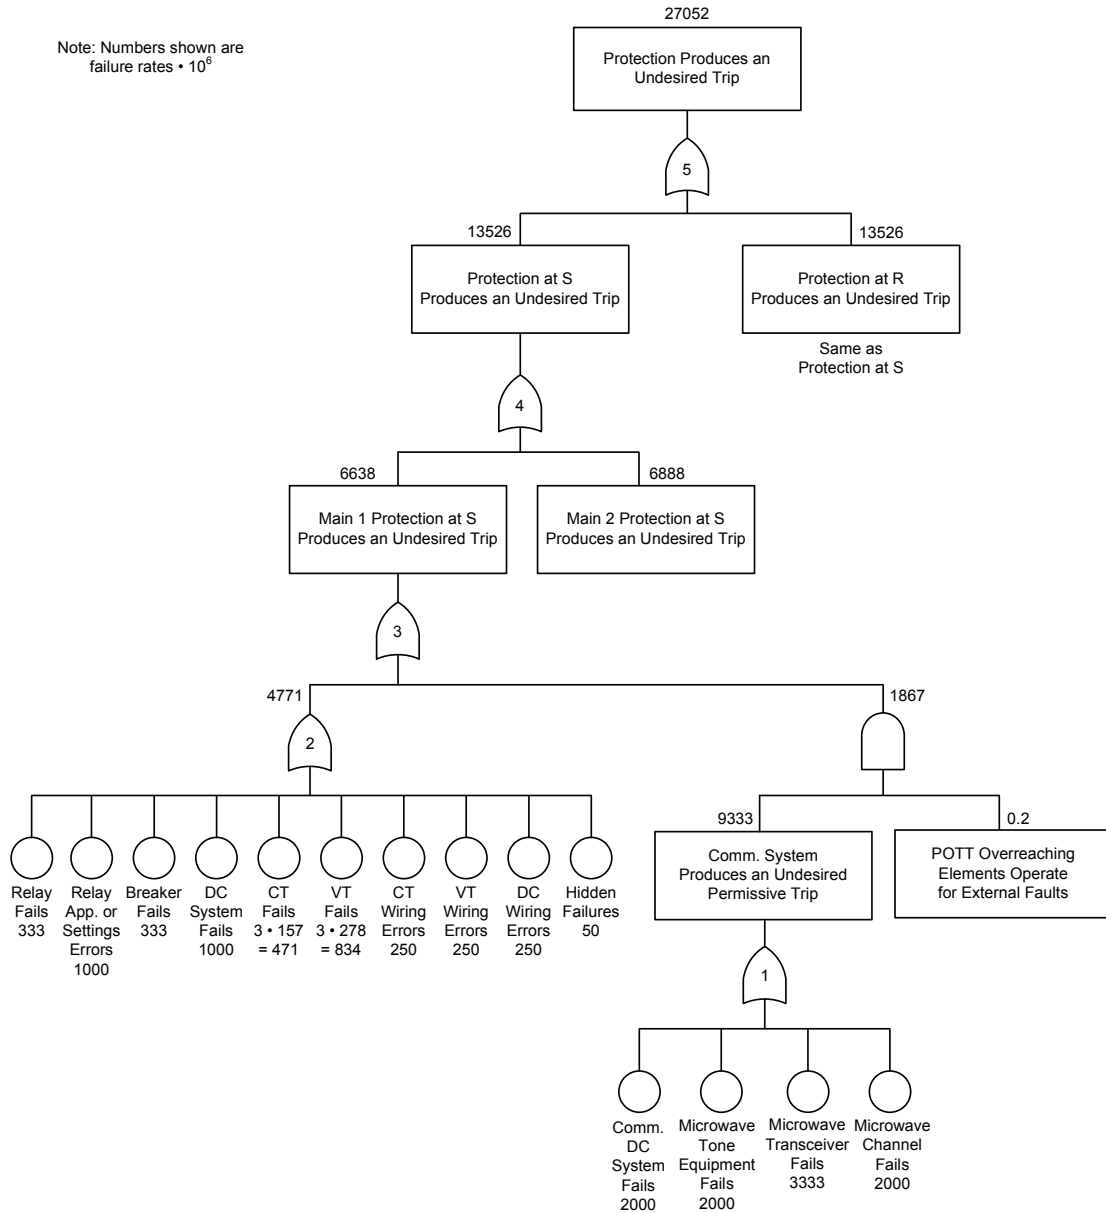 27052
Note: Numbers shown are
failure rates • 10⁶
Protection Produces an
Undesired Trip
5
13526
13526
Protection at S
Produces an Undesired Trip
Protection at R
Produces an Undesired Trip
Same as
Protection at S
4
6638
6888
Main 1 Protection at S
Produces an Undesired Trip
Main 2 Protection at S
Produces an Undesired Trip
3
4771
1867
2
9333
0.2
Comm. System
Produces an Undesired
Permissive Trip
POTT Overreaching
Elements Operate
for External Faults
Relay
Fails
333
Relay
App. or
Settings
Errors
1000
Breaker
Fails
333
DC
System
Fails
1000
CT
Fails
3 • 157
= 471
VT
Fails
3 • 278
= 834
CT
Wiring
Errors
250
VT
Wiring
Errors
250
DC
Wiring
Errors
250
Hidden
Failures
50
1
Comm.
DC
System
Fails
2000
Microwave
Tone
Equipment
Fails
2000
Microwave
Transceiver
Fails
3333
Microwave
Channel
Fails
2000